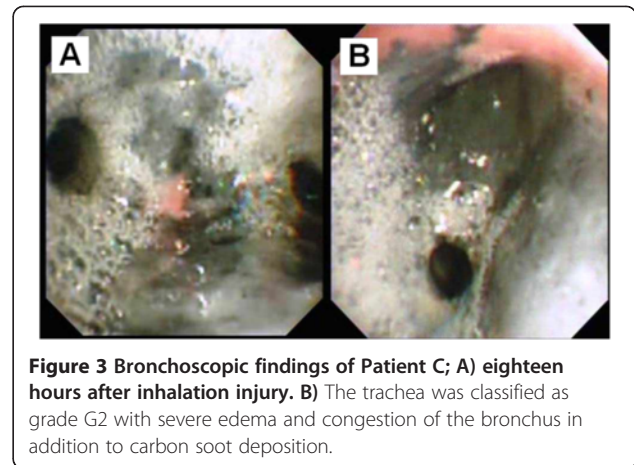 A
B
Figure 3 Bronchoscopic findings of Patient C; A) eighteen
hours after inhalation injury. B) The trachea was classified as
grade G2 with severe edema and congestion of the bronchus in
addition to carbon soot deposition.